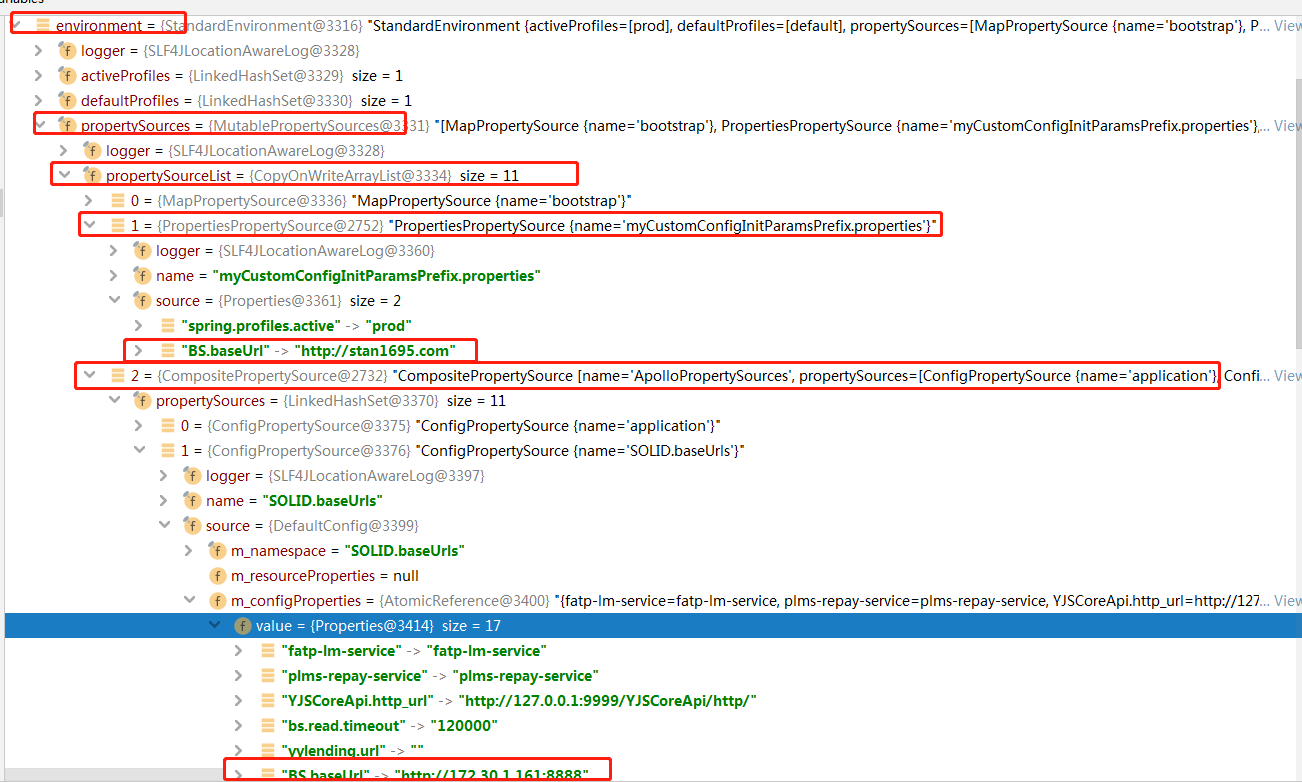 environment = {StandardEnvironment@3316} "StandardEnvironment {activeProfiles=[prod], defaultProfiles=[default], propertySources=[MapPropertySource {name='bootstrap'}, P... View
logger = {SLF4JLocationAwareLog@3328}
activeProfiles = {LinkedHashSet@3329} size = 1
defaultProfiles = {LinkedHashSet@3330} size = 1
propertySources = {MutablePropertySources@3331} "[MapPropertySource {name='bootstrap'}, PropertiesPropertySource {name='myCustomConfigInitParamsPrefix.properties'},... View
logger = {SLF4JLocationAwareLog@3328}
propertySourceList = {CopyOnWriteArrayList@3334} size = 11
0 = {MapPropertySource@3336} "MapPropertySource {name='bootstrap'}"
1 = {PropertiesPropertySource@2752} "PropertiesPropertySource {name='myCustomConfigInitParamsPrefix.properties'}"
logger = {SLF4JLocationAwareLog@3360}
name = "myCustomConfigInitParamsPrefix.properties"
source = {Properties@3361} size = 2
"spring.profiles.active" -> "prod"
"BS.baseUrl" -> "http://stan1695.com"
2 = {CompositePropertySource@2732} "CompositePropertySource [name='ApolloPropertySources', propertySources=[ConfigPropertySource {name='application'}, Confi... View
propertySources = {LinkedHashSet@3370} size = 11
0 = {ConfigPropertySource@3375} "ConfigPropertySource {name='application'}"
1 = {ConfigPropertySource@3376} "ConfigPropertySource {name='SOLID.baseUrls'}"
logger = {SLF4JLocationAwareLog@3397}
name = "SOLID.baseUrls"
source = {DefaultConfig@3399}
m_namespace = "SOLID.baseUrls"
m_resourceProperties = null
m_configProperties = {AtomicReference@3400} "{fatp-lm-service=fatp-lm-service, plms-repay-service=plms-repay-service, YJSCoreApi.http_url=http://127... View
value = {Properties@3414} size = 17
"fatp-lm-service" -> "fatp-lm-service"
"plms-repay-service" -> "plms-repay-service"
"YJSCoreApi.http_url" -> "http://127.0.0.1:9999/YJSCoreApi/http/"
"bs.read.timeout" -> "120000"
"yylending.url" -> ""
"BS.baseUrl" -> "http://172.30.1.161:8888"